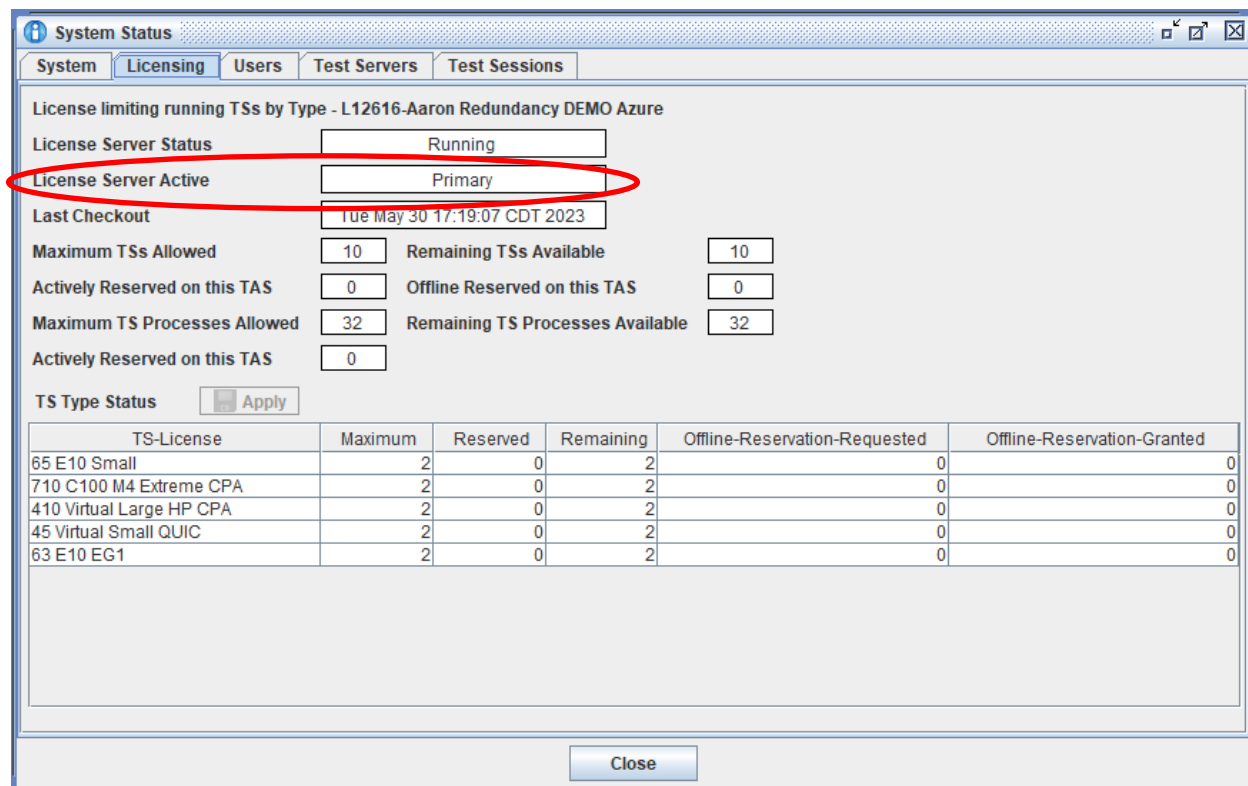 System Status
System Licensing Users Test Servers Test Sessions
License limiting running TSs by Type - L12616-Aaron Redundancy DEMO Azure
License Server Status Running
License Server Active Primary
Last Checkout Tue May 30 17:19:07 CDT 2023
Maximum TSs Allowed 10 Remaining TSs Available 10
Actively Reserved on this TAS 0 Offline Reserved on this TAS 0
Maximum TS Processes Allowed 32 Remaining TS Processes Available 32
Actively Reserved on this TAS 0
TS Type Status Apply
TS-License Maximum Reserved Remaining Offline-Reservation-Requested Offline-Reservation-Granted
65 E10 Small 2 0 2 0 0
710 C100 M4 Extreme CPA 2 0 2 0 0
410 Virtual Large HP CPA 2 0 2 0 0
45 Virtual Small QUIC 2 0 2 0 0
63 E10 EG1 2 0 2 0 0
Close